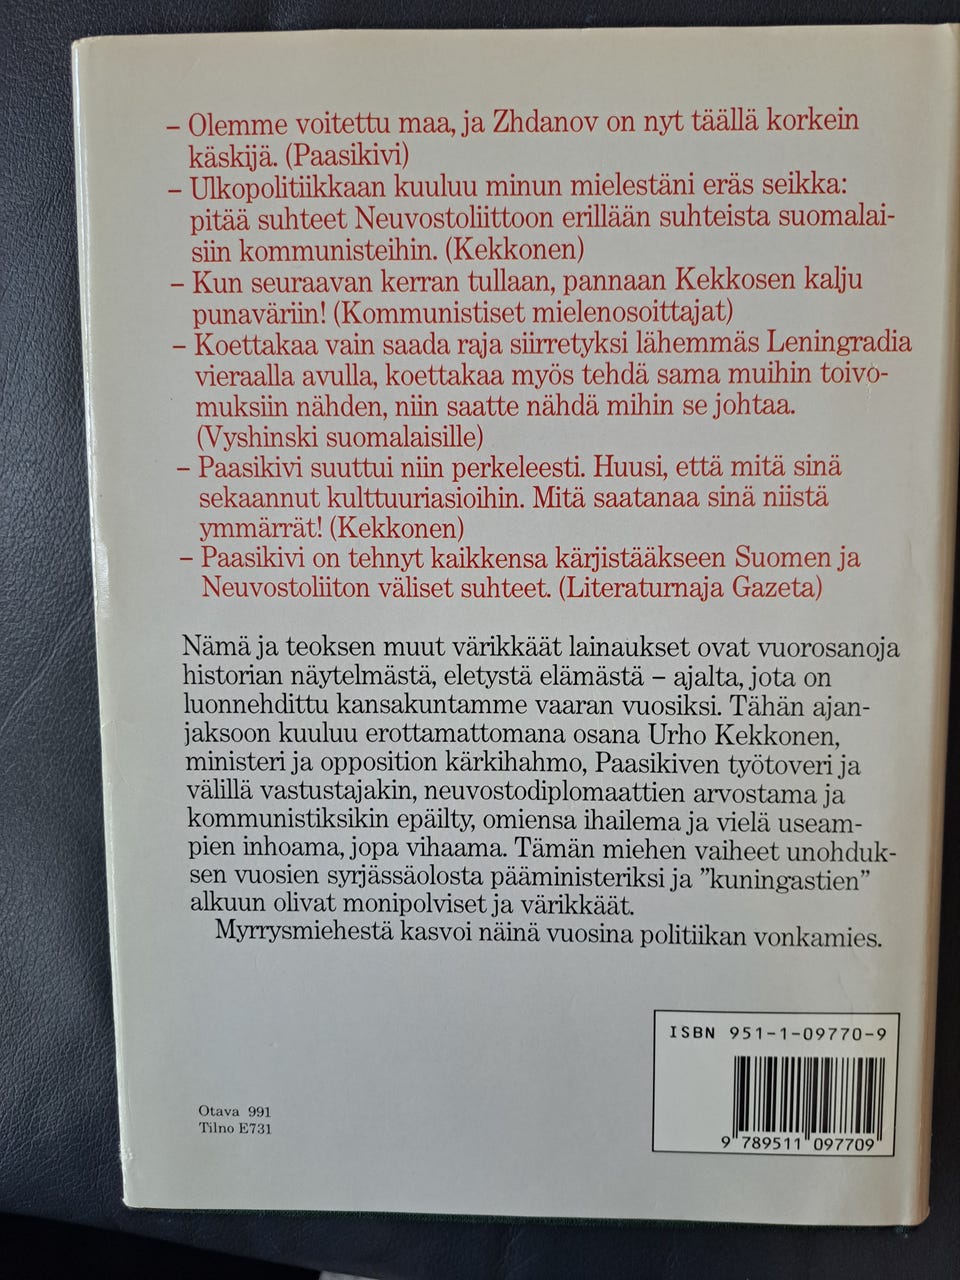 – Olemme voitettu maa, ja Zhdanov on nyt täällä korkein
käskijä. (Paasikivi)
– Ulkopolitiikkaan kuuluu minun mielestäni eräs seikka:
pitää suhteet Neuvostoliittoon erillään suhteista suomalai-
siin kommunisteihin. (Kekkonen)
– Kun seuraavan kerran tullaan, pannaan Kekkosen kalju
punaväriin! (Kommunistiset mielenosoittajat)
– Koettakaa vain saada raja siirretyksi lähemmäs Leningradia
vieraalla avulla, koettakaa myös tehdä sama muihin toivo-
muksiin nähden, niin saatte nähdä mihin se johtaa.
(Vyshinski suomalaisille)
– Paasikivi suuttui niin perkeleesti. Huusi, että mitä sinä
sekaannut kulttuuriasioihin. Mitä saatanaa sinä niistä
ymmärrät! (Kekkonen)
– Paasikivi on tehnyt kaikkensa kärjistääkseen Suomen ja
Neuvostoliiton väliset suhteet. (Literaturnaja Gazeta)
Nämä ja teoksen muut värikkäät lainaukset ovat vuorosanoja
historian näytelmästä, eletystä elämästä – ajalta, jota on
luonnehdittu kansakuntamme vaaran vuosiksi. Tähän ajan-
jaksoon kuuluu erottamattomana osana Urho Kekkonen,
ministeri ja opposition kärkihahmo, Paasikiven työtoveri ja
välillä vastustajakin, neuvostodiplomaattien arvostama ja
kommunistiksikin epäilty, omiensa ihailema ja vielä useam-
pien inhoama, jopa vihaama. Tämän miehen vaiheet unohduk-
sen vuosien syrjässäolosta pääministeriksi ja "kuningastien"
alkuun olivat monipolviset ja värikkäät.
Myrrysmiehestä kasvoi näinä vuosina politiikan vonkamies.
ISBN 951-1-09770-9
9 789511 097709
Otava 991
Tilno E731